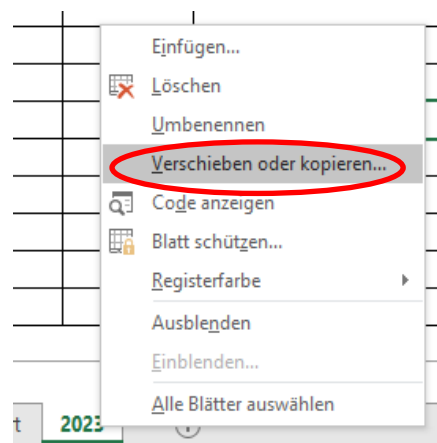 Einfügen...
Löschen
Umbenennen
Verschieben oder kopieren...
Code anzeigen
Blatt schützen...
Registerfarbe
Ausblenden
Einblenden...
Alle Blätter auswählen
t 2023